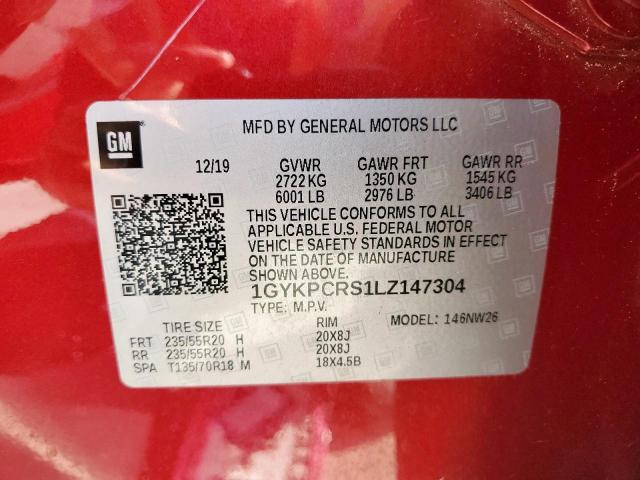 GM
MFD BY GENERAL MOTORS LLC
12/19 GVWR GAWR FRT GAWR RR
2722 KG 1350 KG 1545 KG
6001 LB 2976 LB 3406 LB
THIS VEHICLE CONFORMS TO ALL
APPLICABLE U.S. FEDERAL MOTOR
VEHICLE SAFETY STANDARDS IN EFFECT
ON THE DATE OF MANUFACTURE
SHOWN ABOVE.
1GYKPCRS1LZ147304
TYPE: M.P.V. MODEL: 146NW26
TIRE SIZE RIM
FRT 235/55R20 H 20X8J
RR 235/55R20 H 20X8J
SPA T135/70R18 M 18X4.5B